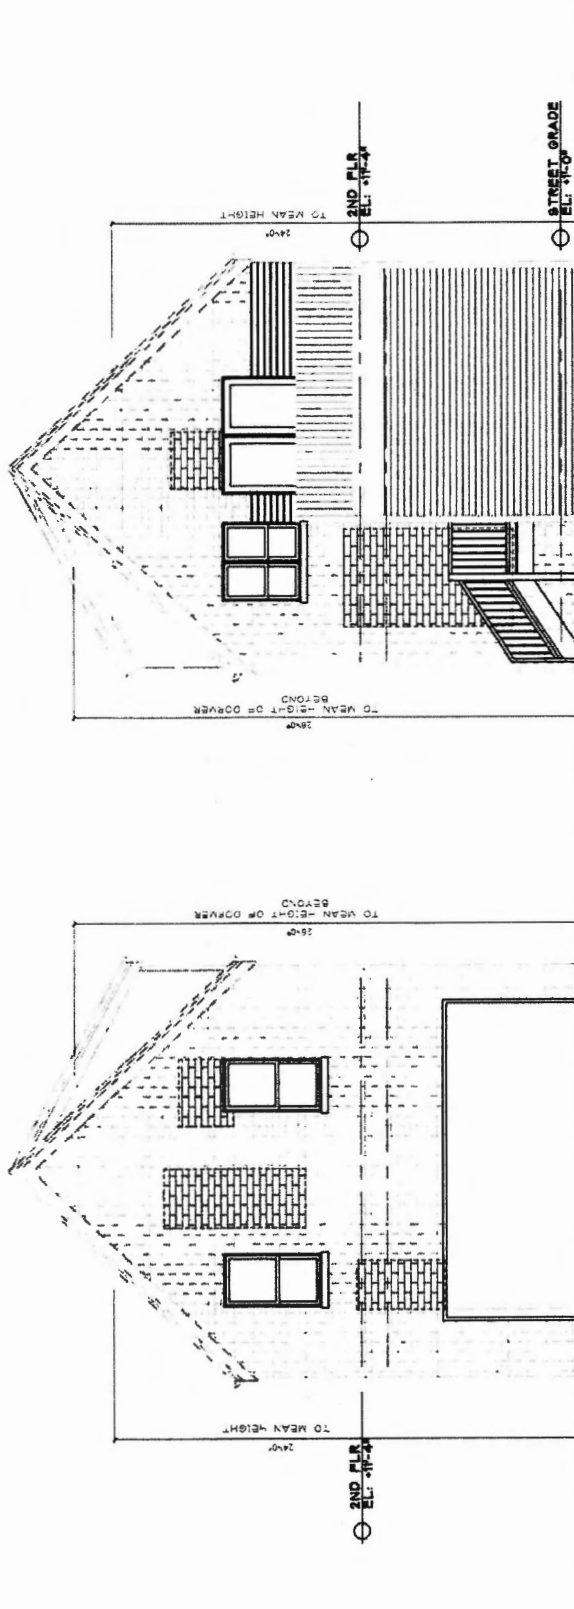 2ND FLR
EL: +11'-4"
STREET GRADE
EL: +1'-0"
TO MEAN HEIGHT
24'-0"
TO MEAN HEIGHT OF DORMER
BEYOND
26'-0"
TO MEAN HEIGHT OF DORMER
BEYOND
26'-0"
TO MEAN HEIGHT
24'-0"
2ND FLR
EL: +11'-4"